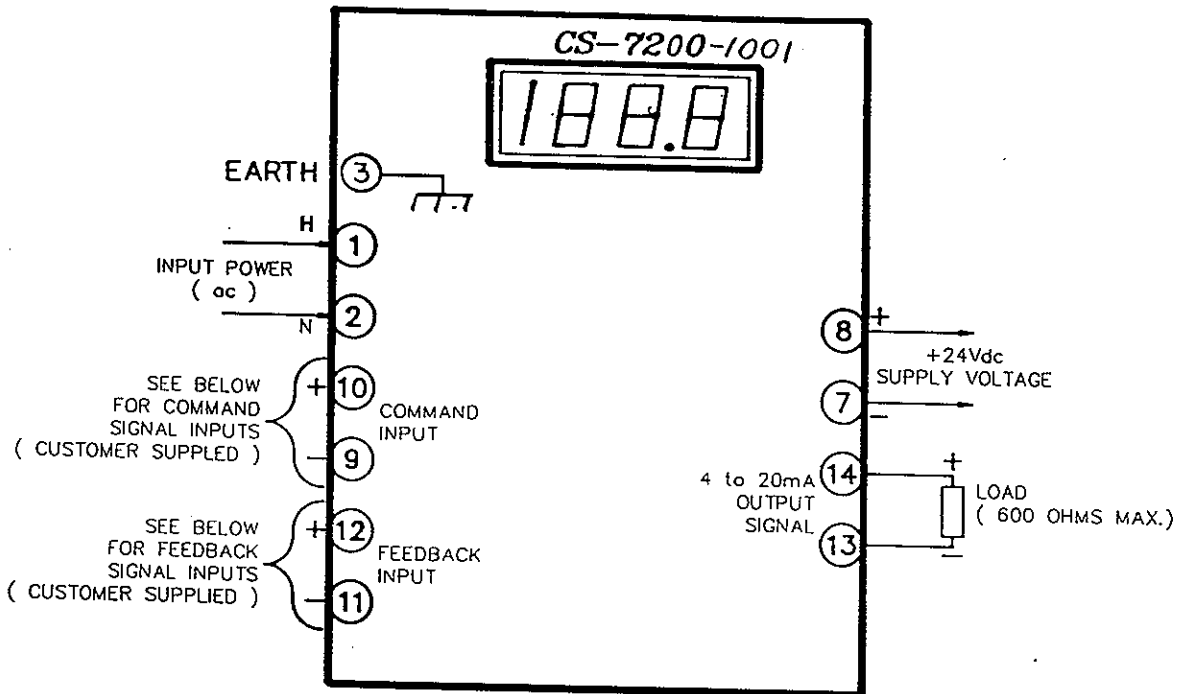 CS-7200-1001
188.8
EARTH 3
H
1
INPUT POWER
( ac )
N
2
SEE BELOW
FOR COMMAND
SIGNAL INPUTS
( CUSTOMER SUPPLED )
+ 10
COMMAND
INPUT
– 9
SEE BELOW
FOR FEEDBACK
SIGNAL INPUTS
( CUSTOMER SUPPLIED )
+ 12
FEEDBACK
INPUT
– 11
8 +
+24Vdc
SUPPLY VOLTAGE
7 –
4 to 20mA
OUTPUT
SIGNAL
14 +
13 –
LOAD
( 600 OHMS MAX.)